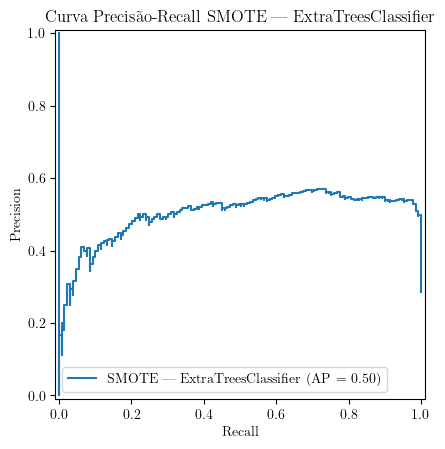 Curva Precisão-Recall SMOTE — ExtraTreesClassifier
1.0
0.8
0.6
0.4
0.2
0.0
Precision
SMOTE — ExtraTreesClassifier (AP = 0.50)
0.0 0.2 0.4 0.6 0.8 1.0
Recall